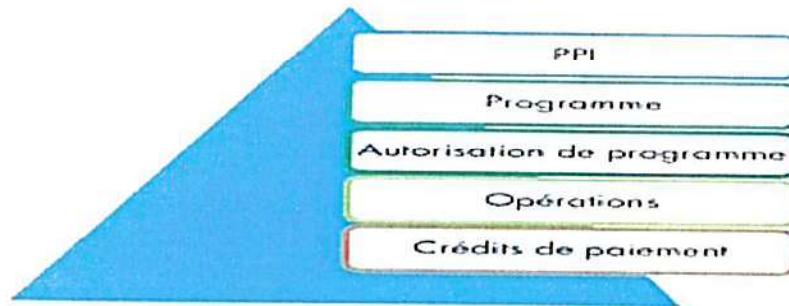 PPI
Programme
Autorisation de programme
Opérations
Crédits de paiement